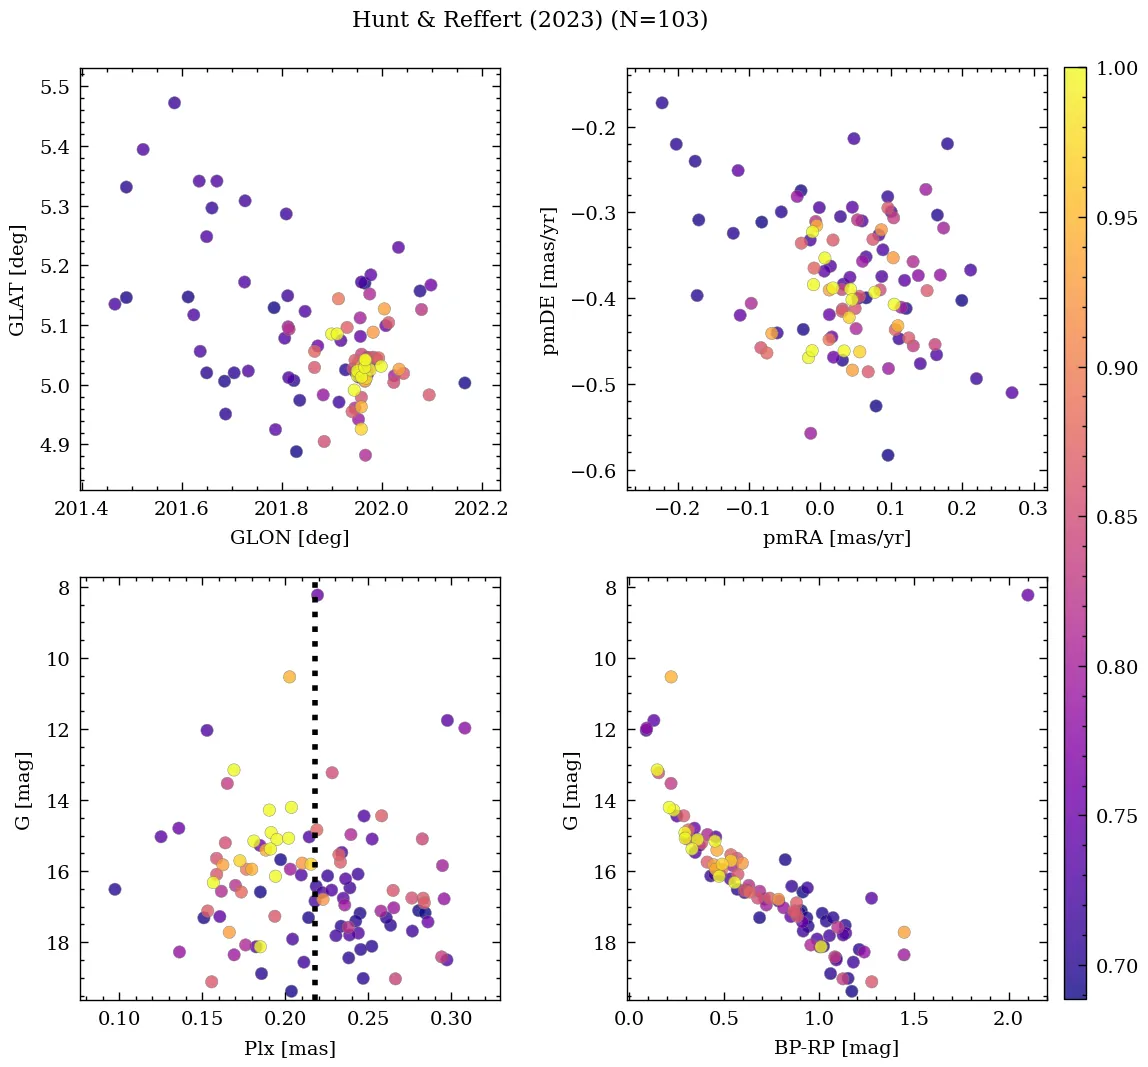 Hunt & Reffert (2023) (N=103)
5.5
5.4
5.3
5.2
5.1
5.0
4.9
GLAT [deg]
201.4 201.6 201.8 202.0 202.2
GLON [deg]
−0.2
−0.3
−0.4
−0.5
−0.6
pmDE [mas/yr]
−0.2 −0.1 0.0 0.1 0.2 0.3
pmRA [mas/yr]
8
10
12
14
16
18
G [mag]
0.10 0.15 0.20 0.25 0.30
Plx [mas]
8
10
12
14
16
18
G [mag]
0.0 0.5 1.0 1.5 2.0
BP-RP [mag]
1.00
0.95
0.90
0.85
0.80
0.75
0.70